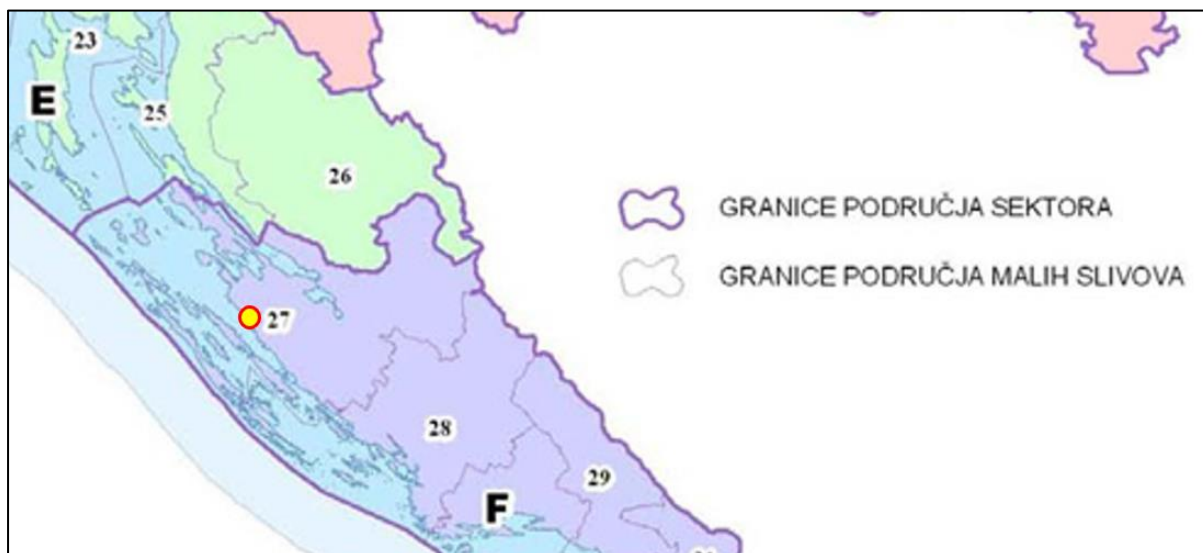 23
E
25
26
GRANICE PODRUČJA SEKTORA
GRANICE PODRUČJA MALIH SLIVOVA
27
28
29
F